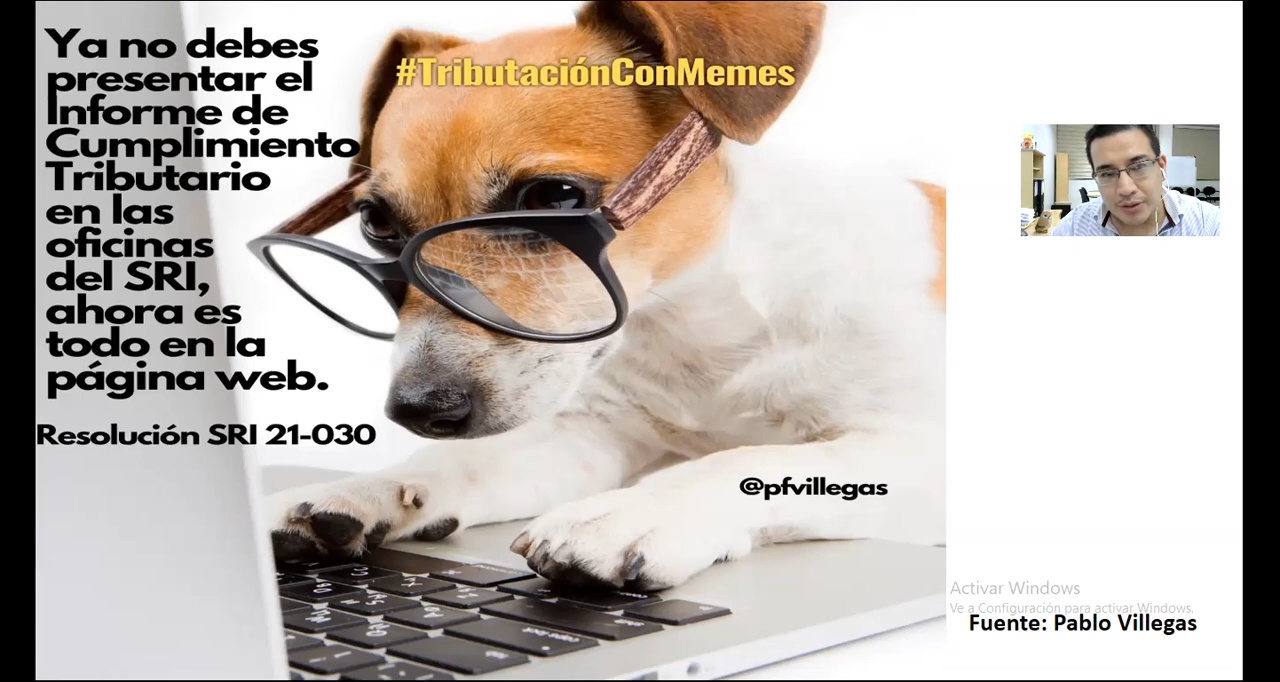 Ya no debes
presentar el
Informe de
Cumplimiento
Tributario
en las
oficinas
del SRI,
ahora es
todo en la
página web.
Resolución SRI 21-030
#TributaciónConMemes
@pfvillegas
Activar Windows
Ve a Configuración para activar Windows.
Fuente: Pablo Villegas